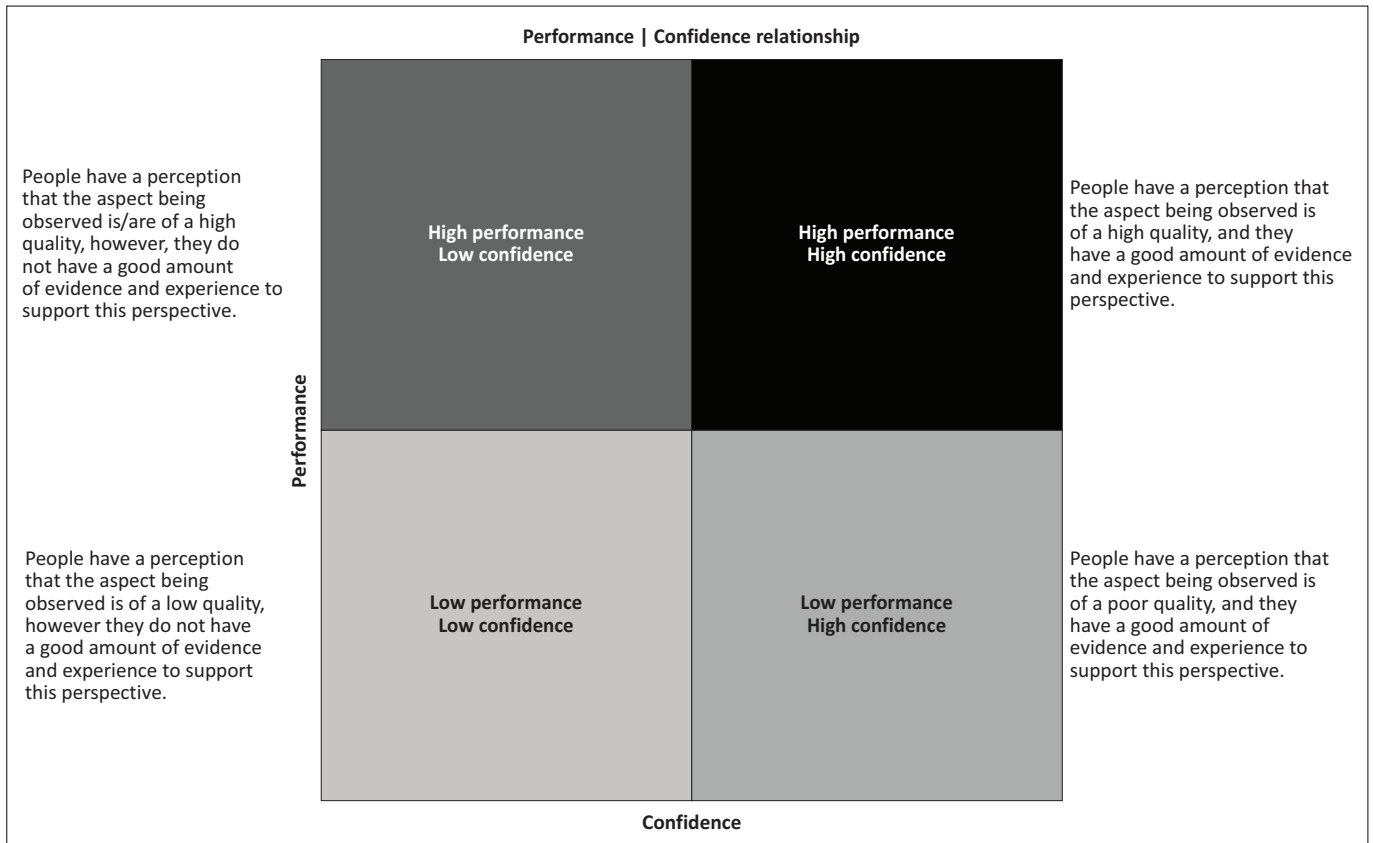 Performance | Confidence relationship
People have a perception
that the aspect being
observed is/are of a high
quality, however, they do
not have a good amount
of evidence and experience to
support this perspective.
High performance
Low confidence
High performance
High confidence
People have a perception that
the aspect being observed is
of a high quality, and they
have a good amount of evidence
and experience to support this
perspective.
Performance
People have a perception
that the aspect being
observed is of a low quality,
however they do not have
a good amount of evidence
and experience to support
this perspective.
Low performance
Low confidence
Low performance
High confidence
People have a perception that
the aspect being observed is
of a poor quality, and they
have a good amount of
evidence and experience to
support this perspective.
Confidence